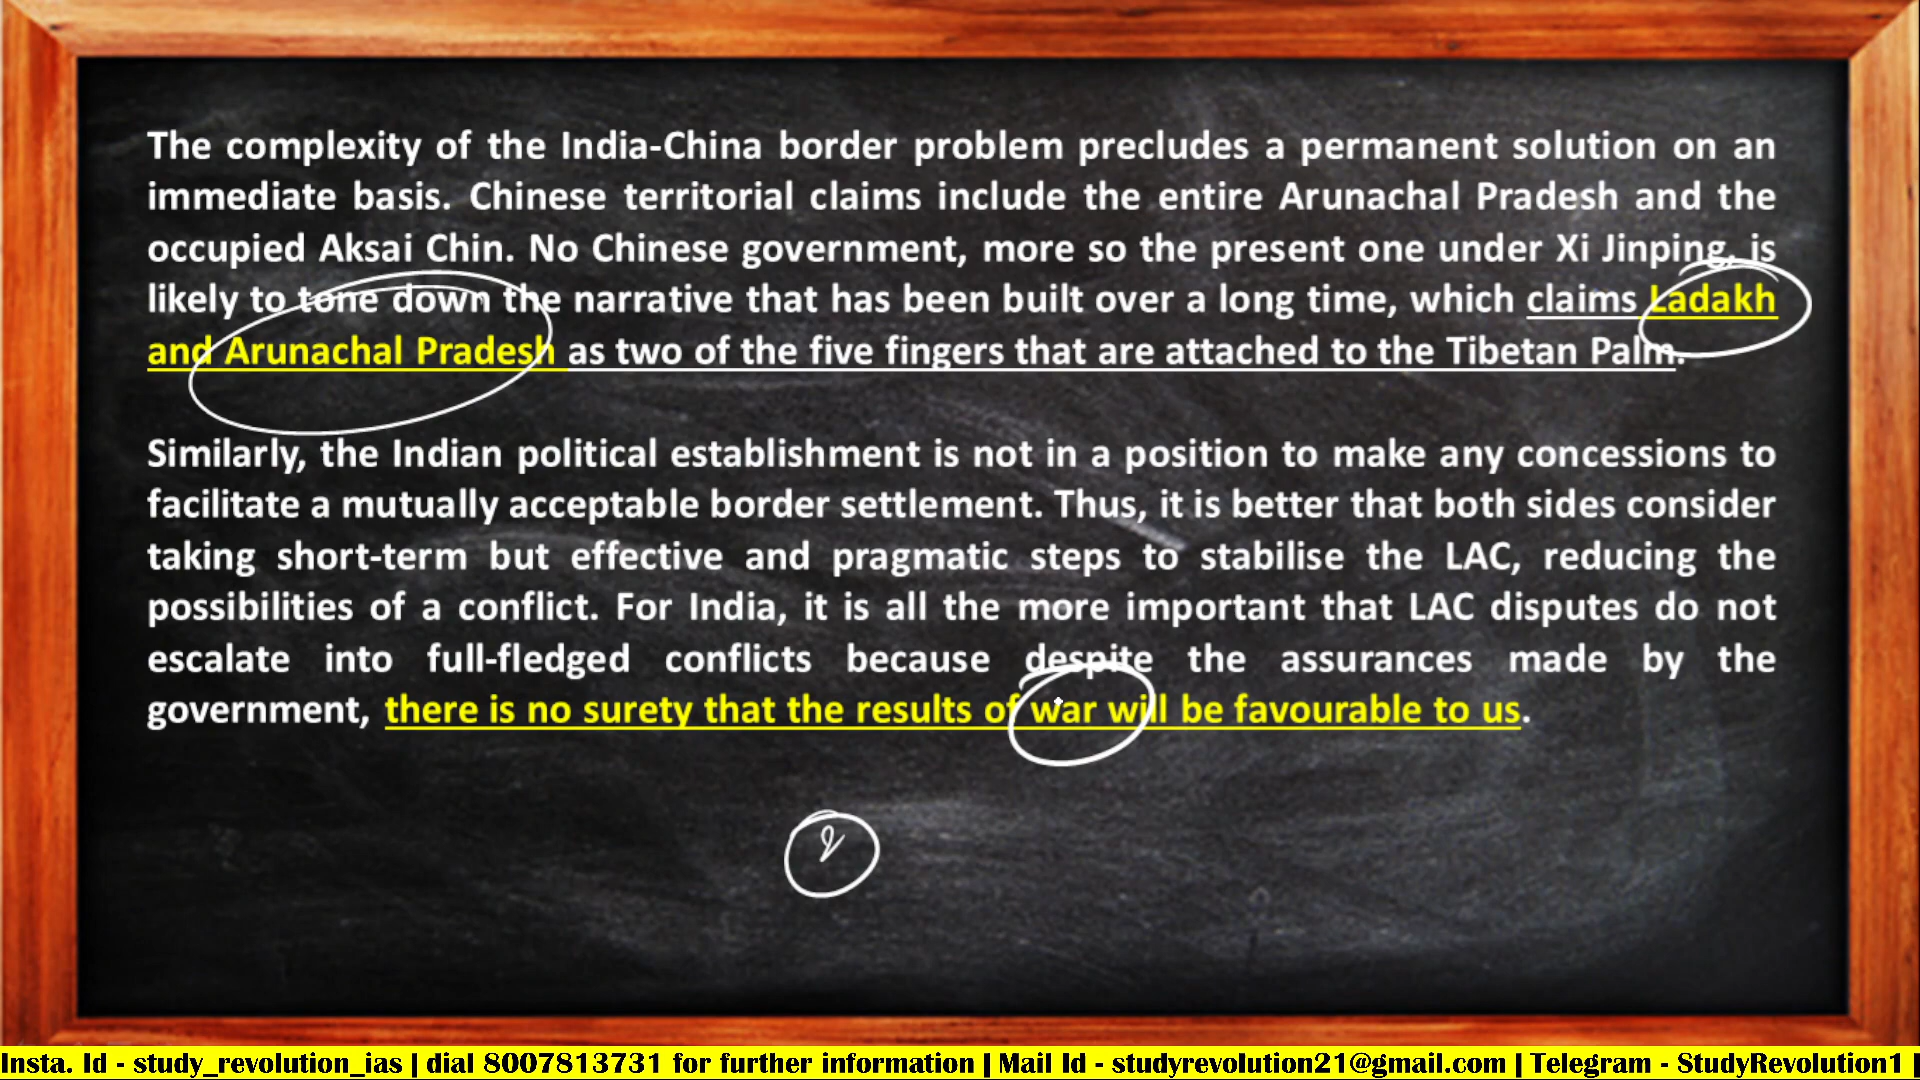 The complexity of the India-China border problem precludes a permanent solution on an
immediate basis. Chinese territorial claims include the entire Arunachal Pradesh and the
occupied Aksai Chin. No Chinese government, more so the present one under Xi Jinping, is
likely to tone down the narrative that has been built over a long time, which claims Ladakh
and Arunachal Pradesh as two of the five fingers that are attached to the Tibetan Palm.
Similarly, the Indian political establishment is not in a position to make any concessions to
facilitate a mutually acceptable border settlement. Thus, it is better that both sides consider
taking short-term but effective and pragmatic steps to stabilise the LAC, reducing the
possibilities of a conflict. For India, it is all the more important that LAC disputes do not
escalate into full-fledged conflicts because despite the assurances made by the
government, there is no surety that the results of war will be favourable to us.
Insta. Id - study_revolution_ias | dial 8007813731 for further information | Mail Id - studyrevolution21@gmail.com | Telegram - StudyRevolution1 |